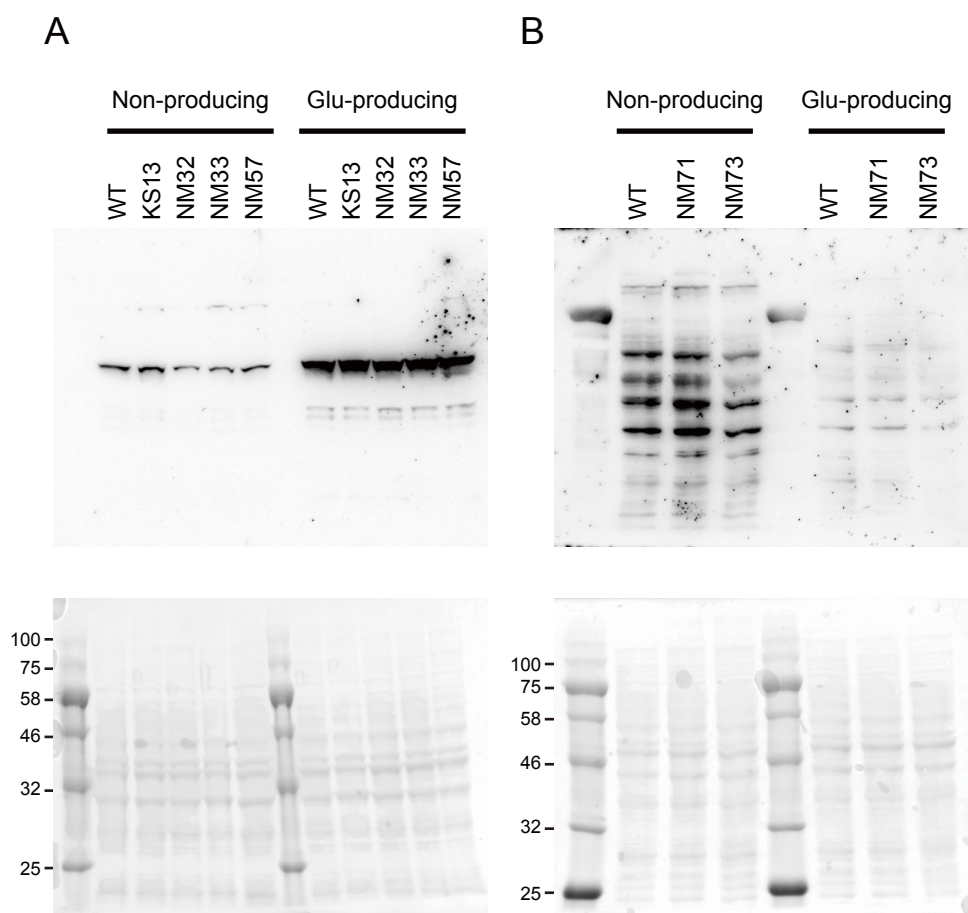 A
B
Non-producing
Glu-producing
WT
KS13
NM32
NM33
NM57
WT
KS13
NM32
NM33
NM57
Non-producing
Glu-producing
WT
NM71
NM73
WT
NM71
NM73
100
75
58
46
32
25
100
75
58
46
32
25